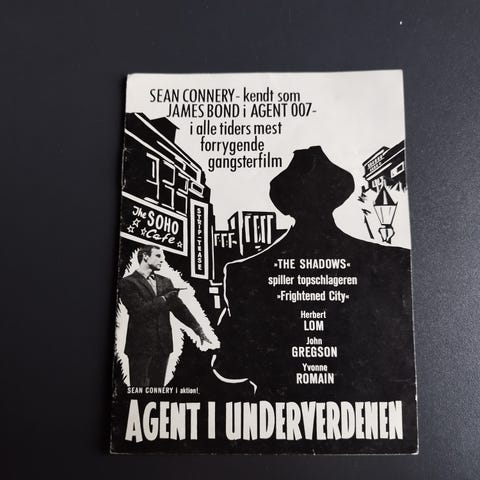 SEAN CONNERY - kendt som
JAMES BOND i AGENT 007-
i alle tiders mest
forrygende
gangsterfilm
The SOHO
Cafe
STRIP-TEASE
»THE SHADOWS«
spiller topschlageren
»Frightened City«
Herbert
LOM
John
GREGSON
Yvonne
ROMAIN
SEAN CONNERY i aktion!.
AGENT I UNDERVERDENEN